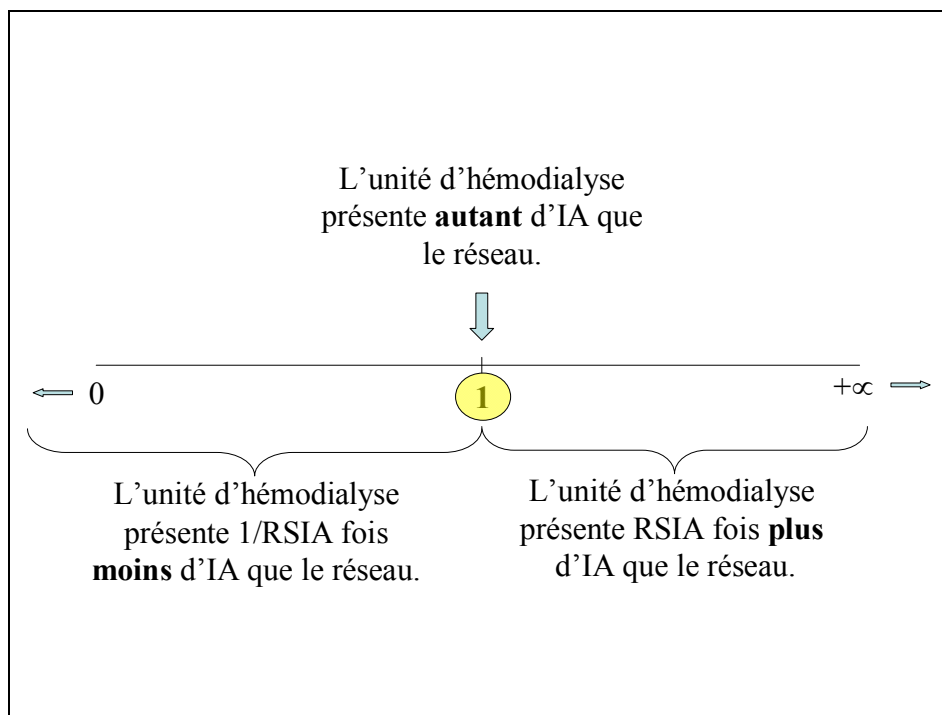 L’unité d’hémodialyse
présente autant d’IA que
le réseau.
0
1
+∝
L’unité d’hémodialyse
présente 1/RSIA fois
moins d’IA que le réseau.
L’unité d’hémodialyse
présente RSIA fois plus
d’IA que le réseau.